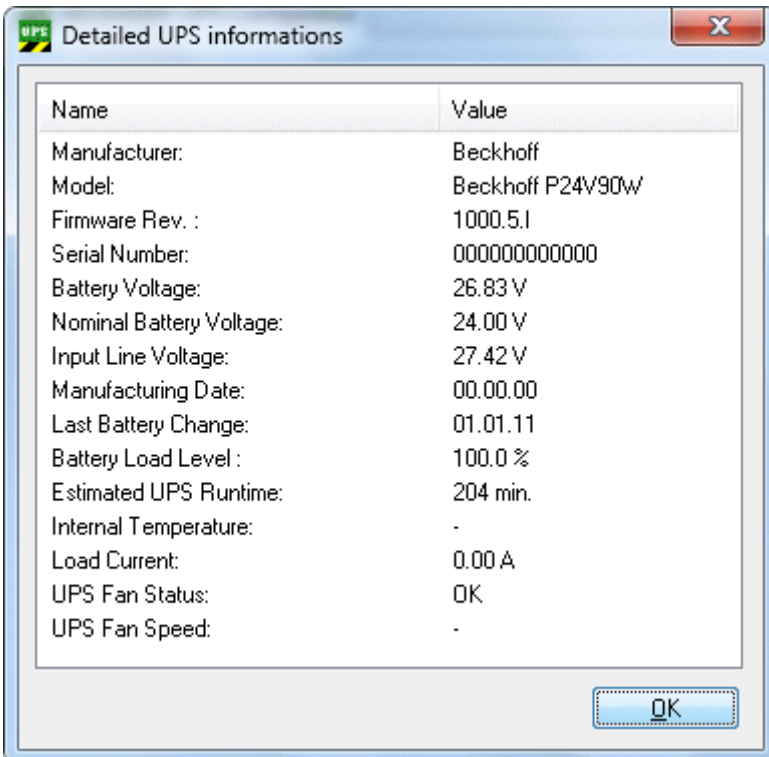 UPS Detailed UPS informations
Name Value
Manufacturer: Beckhoff
Model: Beckhoff P24V90W
Firmware Rev. : 1000.5.I
Serial Number: 000000000000
Battery Voltage: 26.83 V
Nominal Battery Voltage: 24.00 V
Input Line Voltage: 27.42 V
Manufacturing Date: 00.00.00
Last Battery Change: 01.01.11
Battery Load Level : 100.0 %
Estimated UPS Runtime: 204 min.
Internal Temperature: -
Load Current: 0.00 A
UPS Fan Status: OK
UPS Fan Speed: -
OK